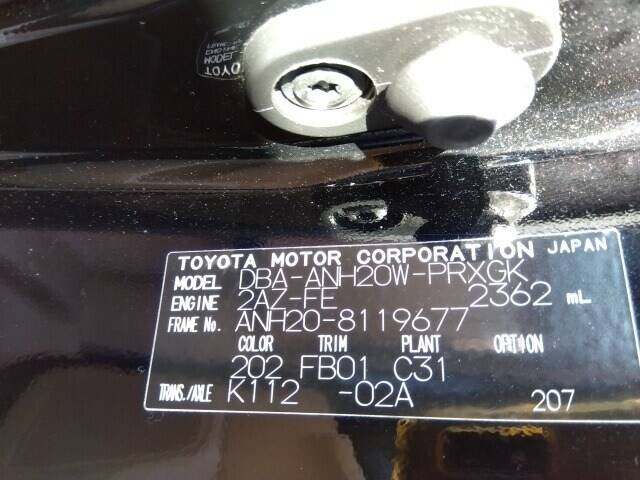 TOYOTA MOTOR CORPORATION JAPAN
MODEL DBA-ANH20W-PRXGK
ENGINE 2AZ-FE 2362 mL
FRAME No. ANH20-8119677
COLOR TRIM PLANT OPTION
202 FB01 C31
TRANS./AXLE K112 -02A 207